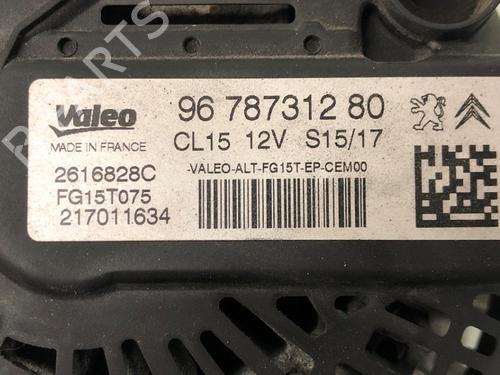 Valeo
MADE IN FRANCE
96 787312 80
CL15 12V S15/17
2616828C
FG15T075
217011634
-VALEO-ALT-FG15T-EP-CEM00